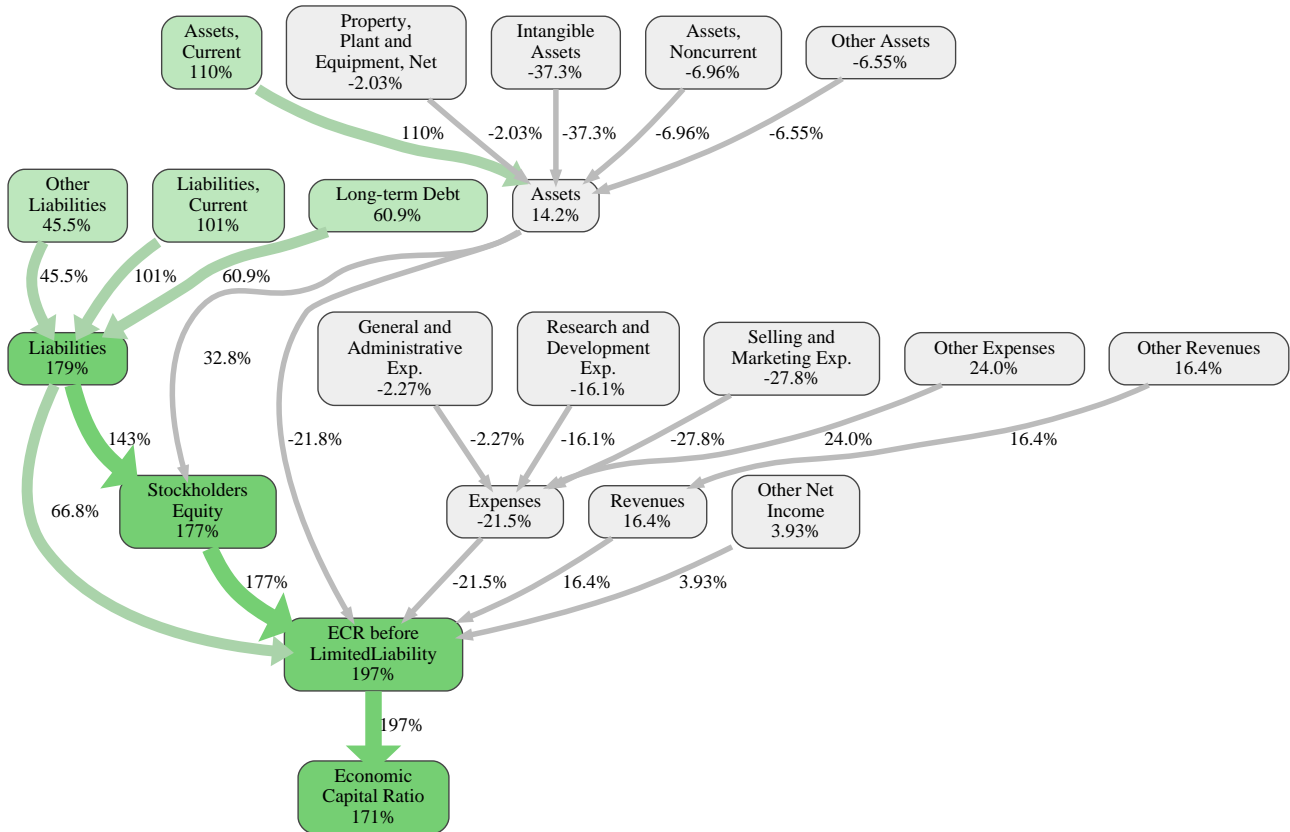 Assets,
Current
110%
Property,
Plant and
Equipment, Net
-2.03%
Intangible
Assets
-37.3%
Assets,
Noncurrent
-6.96%
Other Assets
-6.55%
110%
-2.03%
-37.3%
-6.96%
-6.55%
Other
Liabilities
45.5%
Liabilities,
Current
101%
Long-term Debt
60.9%
Assets
14.2%
45.5%
101%
60.9%
Liabilities
179%
32.8%
-21.8%
General and
Administrative
Exp.
-2.27%
Research and
Development
Exp.
-16.1%
Selling and
Marketing Exp.
-27.8%
Other Expenses
24.0%
Other Revenues
16.4%
143%
66.8%
-2.27%
-16.1%
-27.8%
24.0%
16.4%
Stockholders
Equity
177%
Expenses
-21.5%
Revenues
16.4%
Other Net
Income
3.93%
177%
-21.5%
16.4%
3.93%
ECR before
LimitedLiability
197%
197%
Economic
Capital Ratio
171%